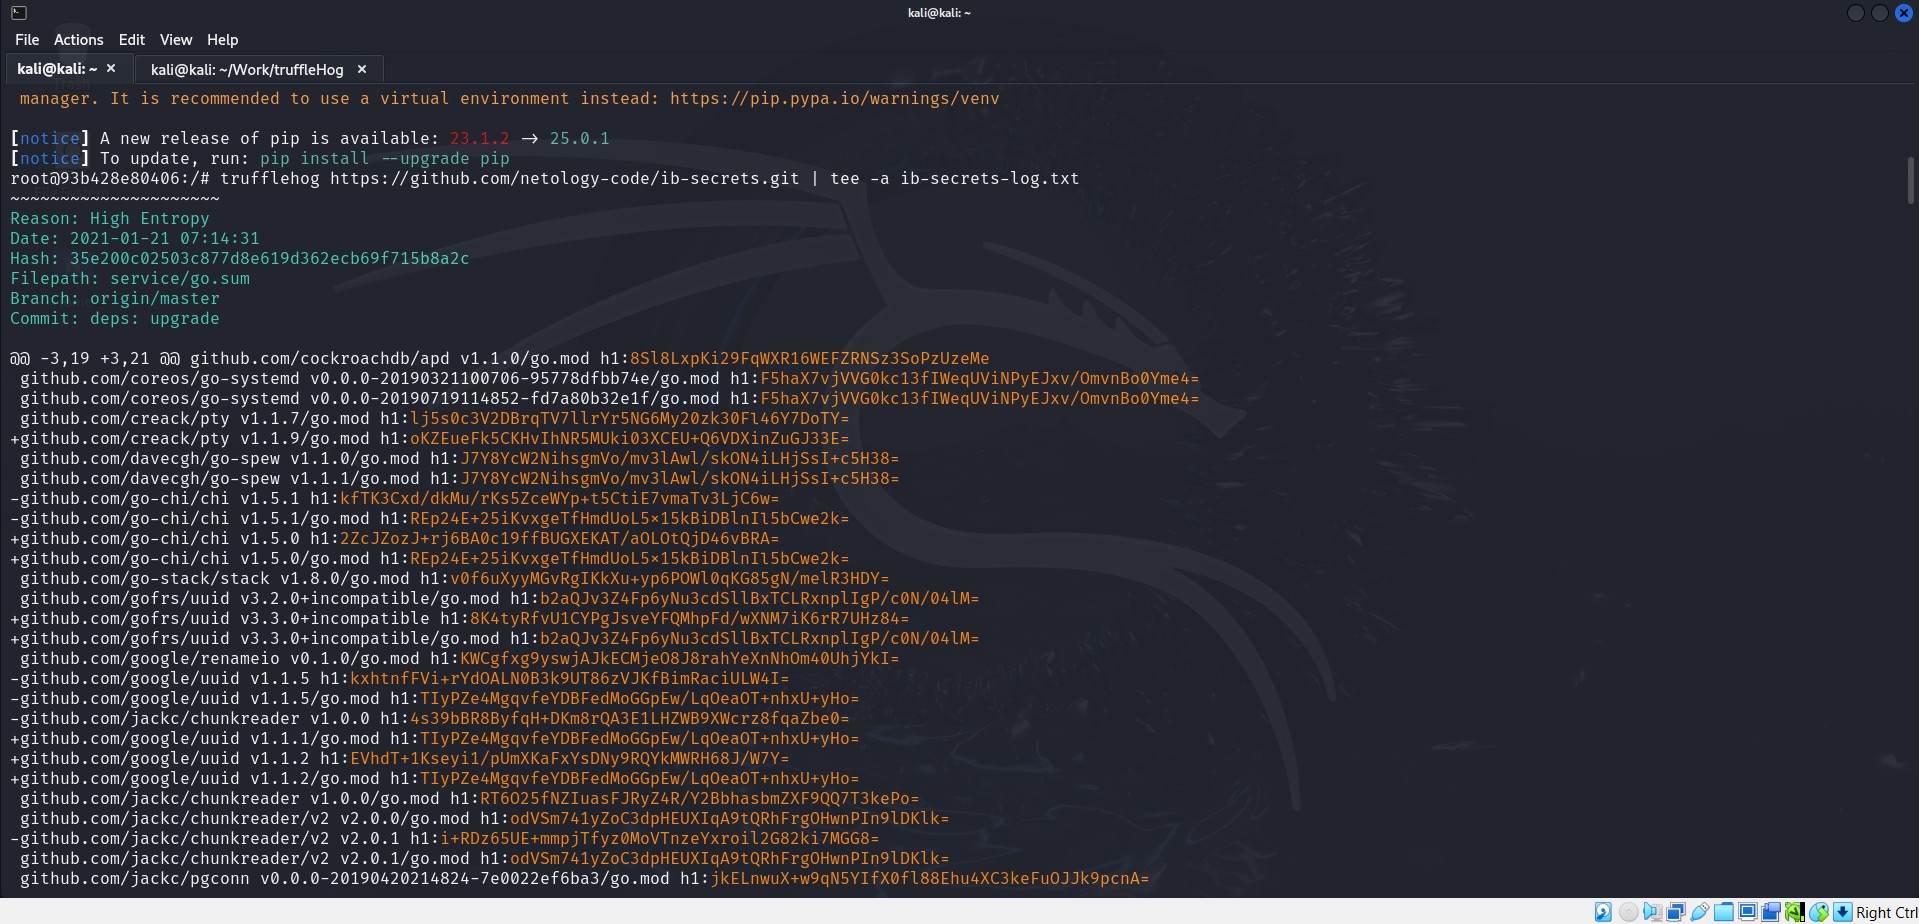 kali@kali: ~
File Actions Edit View Help
kali@kali: ~ × kali@kali: ~/Work/truffleHog ×
manager. It is recommended to use a virtual environment instead: https://pip.pypa.io/warnings/venv
[notice] A new release of pip is available: 23.1.2 → 25.0.1
[notice] To update, run: pip install --upgrade pip
root@93b428e80406:/# trufflehog https://github.com/netology-code/ib-secrets.git | tee -a ib-secrets-log.txt
~~~~~~~~~~~~~~~~~~~~~
Reason: High Entropy
Date: 2021-01-21 07:14:31
Hash: 35e200c02503c877d8e619d362ecb69f715b8a2c
Filepath: service/go.sum
Branch: origin/master
Commit: deps: upgrade
@@ -3,19 +3,21 @@ github.com/cockroachdb/apd v1.1.0/go.mod h1:8Sl8LxpKi29FqWXR16WEFZRNSz3SoPzUzeMe
github.com/coreos/go-systemd v0.0.0-20190321100706-95778dfbb74e/go.mod h1:F5haX7vjVVG0kc13fIWeqUViNPyEJxv/OmvnBo0Yme4=
github.com/coreos/go-systemd v0.0.0-20190719114852-fd7a80b32e1f/go.mod h1:F5haX7vjVVG0kc13fIWeqUViNPyEJxv/OmvnBo0Yme4=
github.com/creack/pty v1.1.7/go.mod h1:lj5s0c3V2DBrqTV7llrYr5NG6My20zk30Fl46Y7DoTY=
+github.com/creack/pty v1.1.9/go.mod h1:oKZEueFk5CKHvIhNR5MUki03XCEU+Q6VDXinZuGJ33E=
github.com/davecgh/go-spew v1.1.0/go.mod h1:J7Y8YcW2NihsgmVo/mv3lAwl/skON4iLHjSsI+c5H38=
github.com/davecgh/go-spew v1.1.1/go.mod h1:J7Y8YcW2NihsgmVo/mv3lAwl/skON4iLHjSsI+c5H38=
-github.com/go-chi/chi v1.5.1 h1:kfTK3Cxd/dkMu/rKs5ZceWYp+t5CtiE7vmaTv3LjC6w=
-github.com/go-chi/chi v1.5.1/go.mod h1:REp24E+25iKvxgeTfHmdUoL5×15kBiDBlnIl5bCwe2k=
+github.com/go-chi/chi v1.5.0 h1:2ZcJZozJ+rj6BA0c19ffBUGXEKAT/aOLOtQjD46vBRA=
+github.com/go-chi/chi v1.5.0/go.mod h1:REp24E+25iKvxgeTfHmdUoL5×15kBiDBlnIl5bCwe2k=
github.com/go-stack/stack v1.8.0/go.mod h1:v0f6uXyyMGvRgIKkXu+yp6POWl0qKG85gN/melR3HDY=
github.com/gofrs/uuid v3.2.0+incompatible/go.mod h1:b2aQJv3Z4Fp6yNu3cdSllBxTCLRxnplIgP/c0N/04lM=
+github.com/gofrs/uuid v3.3.0+incompatible h1:8K4tyRfvU1CYPgJsveYFQMhpFd/wXNM7iK6rR7UHz84=
+github.com/gofrs/uuid v3.3.0+incompatible/go.mod h1:b2aQJv3Z4Fp6yNu3cdSllBxTCLRxnplIgP/c0N/04lM=
github.com/google/renameio v0.1.0/go.mod h1:KWCgfxg9yswjAJkECMjeO8J8rahYeXnNhOm40UhjYkI=
-github.com/google/uuid v1.1.5 h1:kxhtnfFVi+rYdOALN0B3k9UT86zVJKfBimRaciULW4I=
-github.com/google/uuid v1.1.5/go.mod h1:TIyPZe4MgqvfeYDBFedMoGGpEw/LqOeaOT+nhxU+yHo=
-github.com/jackc/chunkreader v1.0.0 h1:4s39bBR8ByfqH+DKm8rQA3E1LHZWB9XWcrz8fqaZbe0=
+github.com/google/uuid v1.1.1/go.mod h1:TIyPZe4MgqvfeYDBFedMoGGpEw/LqOeaOT+nhxU+yHo=
+github.com/google/uuid v1.1.2 h1:EVhdT+1Kseyi1/pUmXKaFxYsDNy9RQYkMWRH68J/W7Y=
+github.com/google/uuid v1.1.2/go.mod h1:TIyPZe4MgqvfeYDBFedMoGGpEw/LqOeaOT+nhxU+yHo=
github.com/jackc/chunkreader v1.0.0/go.mod h1:RT6O25fNZIuasFJRyZ4R/Y2BbhasbmZXF9QQ7T3kePo=
github.com/jackc/chunkreader/v2 v2.0.0/go.mod h1:odVSm741yZoC3dpHEUXIqA9tQRhFrgOHwnPIn9lDKlk=
-github.com/jackc/chunkreader/v2 v2.0.1 h1:i+RDz65UE+mmpjTfyz0MoVTnzeYxroil2G82ki7MGG8=
github.com/jackc/chunkreader/v2 v2.0.1/go.mod h1:odVSm741yZoC3dpHEUXIqA9tQRhFrgOHwnPIn9lDKlk=
github.com/jackc/pgconn v0.0.0-20190420214824-7e0022ef6ba3/go.mod h1:jkELnwuX+w9qN5YIfX0fl88Ehu4XC3keFuOJJk9pcnA=
Right Ctrl